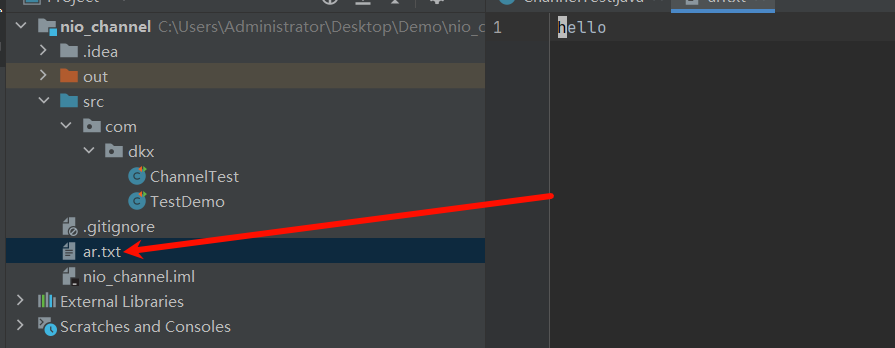 nio_channel C:\Users\Administrator\Desktop\Demo\nio_c
.idea
out
src
com
dkx
ChannelTest
TestDemo
.gitignore
ar.txt
nio_channel.iml
External Libraries
Scratches and Consoles
1 hello